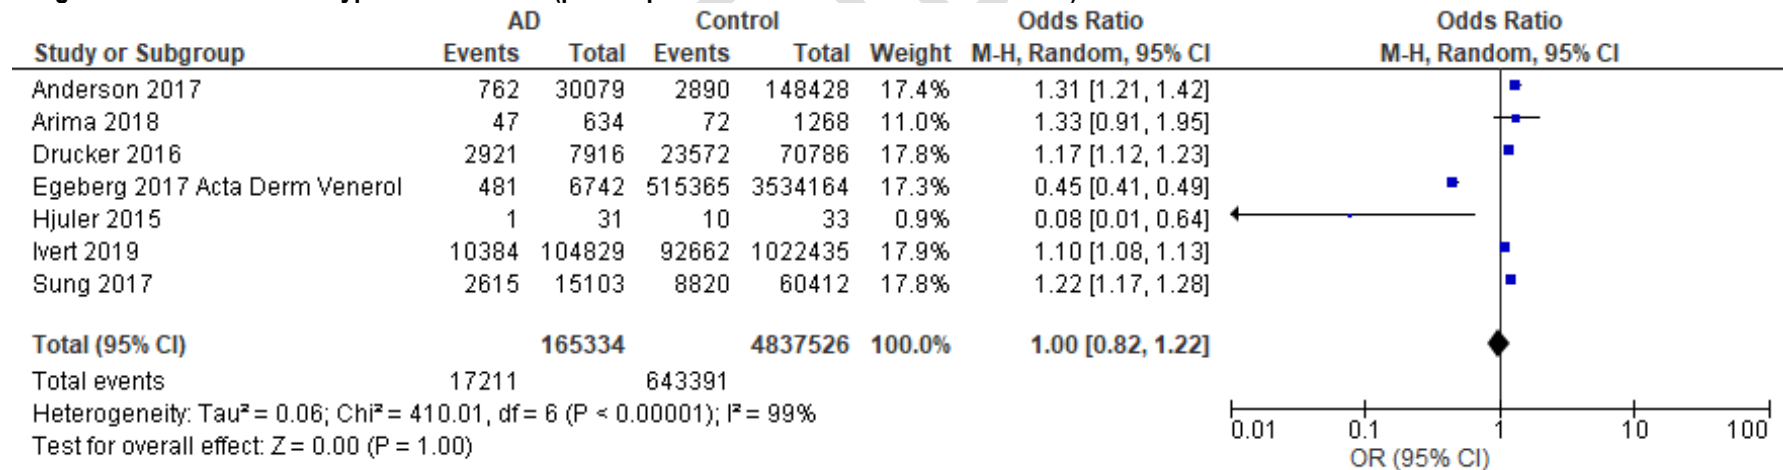 AD Control Odds Ratio Odds Ratio
Study or Subgroup Events Total Events Total Weight M-H, Random, 95% CI M-H, Random, 95% CI
Anderson 2017 762 30079 2890 148428 17.4% 1.31 [1.21, 1.42]
Arima 2018 47 634 72 1268 11.0% 1.33 [0.91, 1.95]
Drucker 2016 2921 7916 23572 70786 17.8% 1.17 [1.12, 1.23]
Egeberg 2017 Acta Derm Venerol 481 6742 515365 3534164 17.3% 0.45 [0.41, 0.49]
Hjuler 2015 1 31 10 33 0.9% 0.08 [0.01, 0.64]
Ivert 2019 10384 104829 92662 1022435 17.9% 1.10 [1.08, 1.13]
Sung 2017 2615 15103 8820 60412 17.8% 1.22 [1.17, 1.28]
Total (95% CI) 165334 4837526 100.0% 1.00 [0.82, 1.22]
Total events 17211 643391
Heterogeneity: Tau² = 0.06; Chi² = 410.01, df = 6 (P < 0.00001); I² = 99%
Test for overall effect: Z = 0.00 (P = 1.00)
0.01 0.1 1 10 100
OR (95% CI)